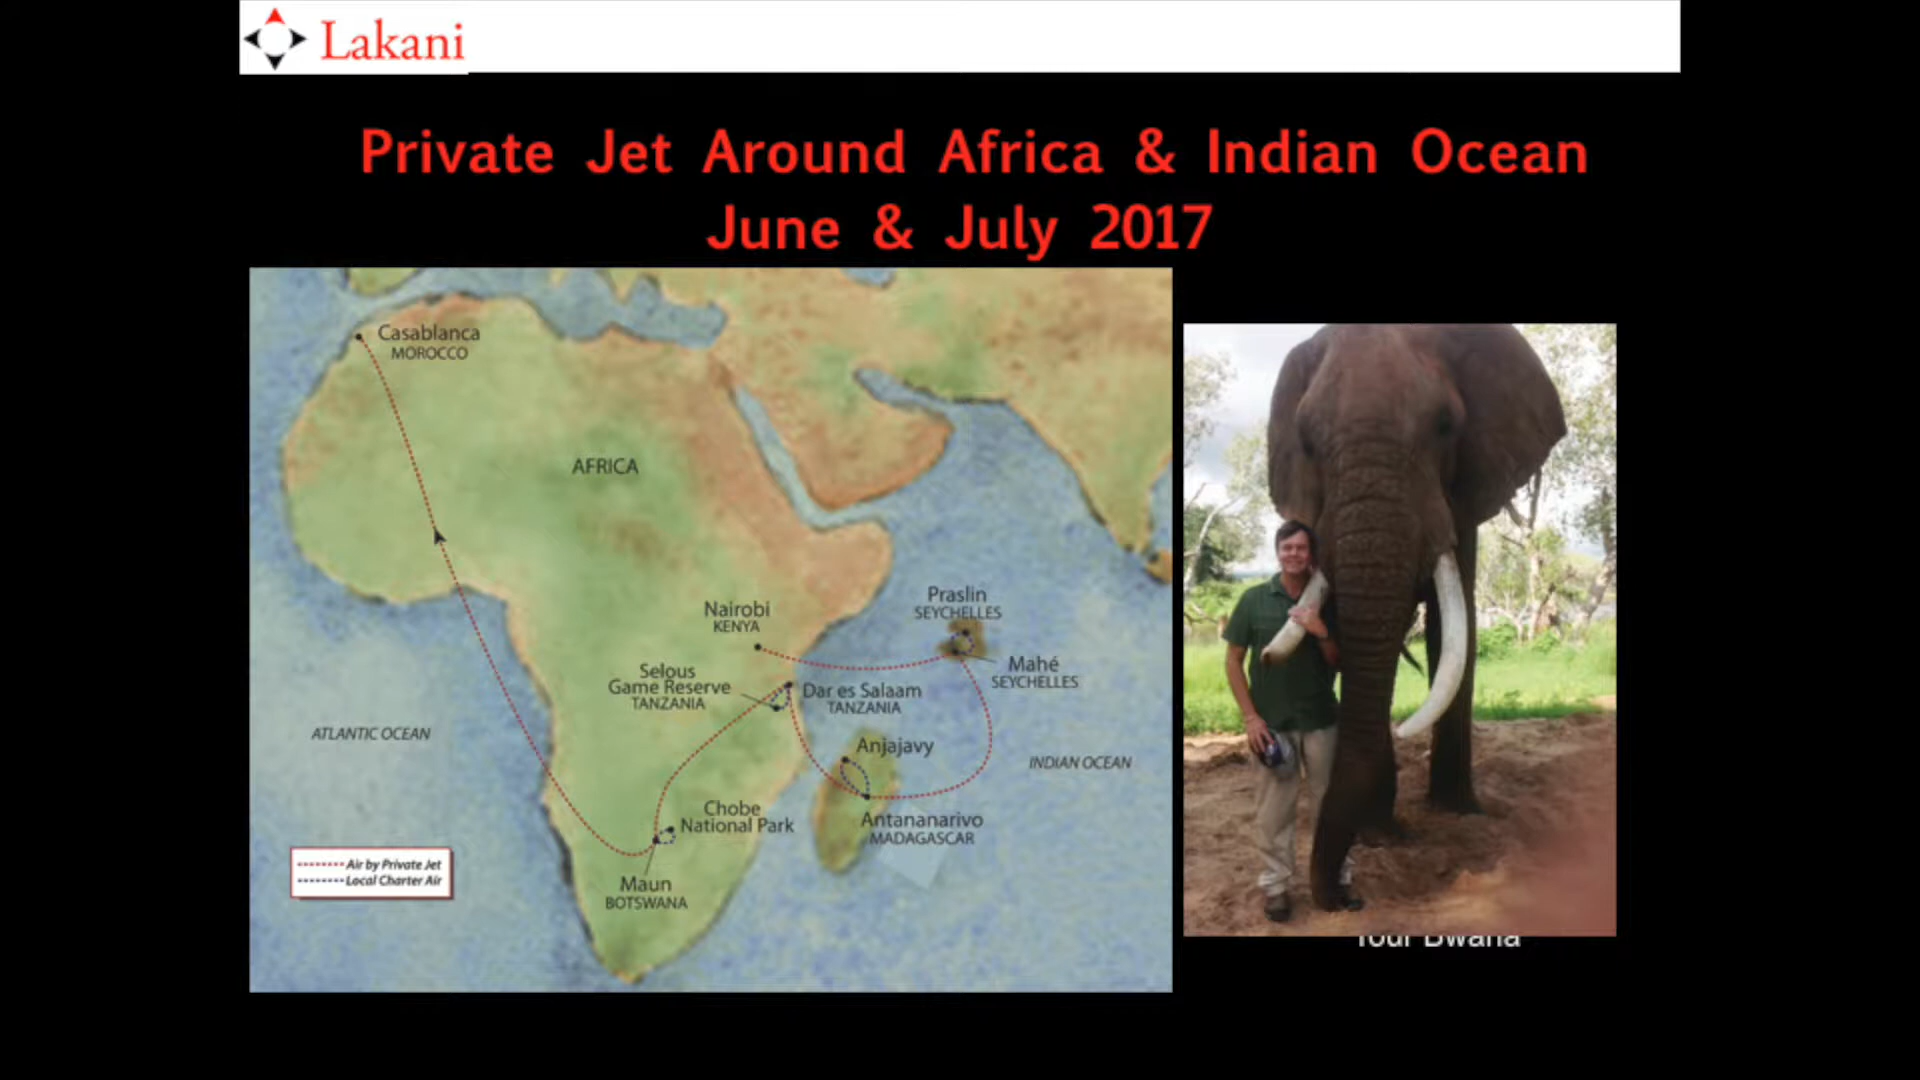 Lakani
Private Jet Around Africa & Indian Ocean
June & July 2017
Casablanca
MOROCCO
AFRICA
Nairobi
KENYA
Praslin
SEYCHELLES
Mahé
SEYCHELLES
Selous
Game Reserve
TANZANIA
Dar es Salaam
TANZANIA
ATLANTIC OCEAN
Anjajavy
INDIAN OCEAN
Chobe
National Park
Antananarivo
MADAGASCAR
Air by Private Jet
Local Charter Air
Maun
BOTSWANA
Your Bwana